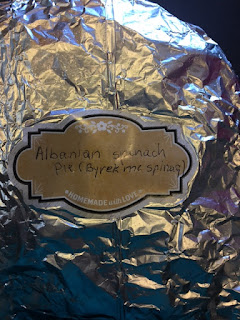 Albanian spinach
Pie. (Byrek me spinaq)
#HOMEMADE with LOVE